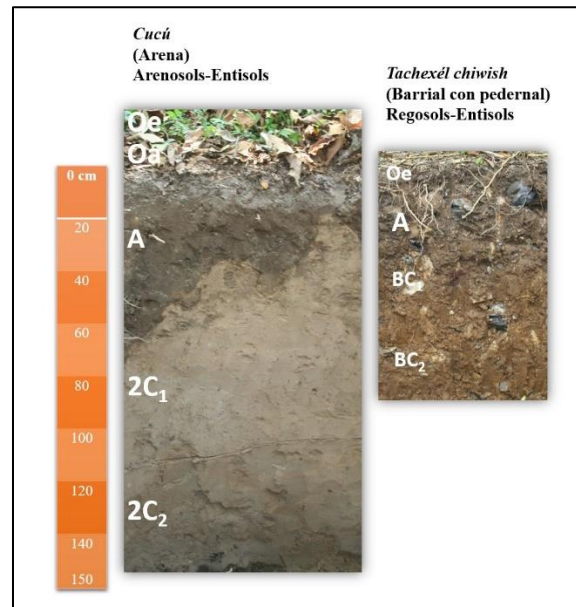 Cucú
(Arena)
Arenosols-Entisols
Tachexél chiwish
(Barrial con pedernal)
Regosols-Entisols
0 cm
20
40
60
80
100
120
140
150
Oe
Oa
A
2C₁
2C₂
Oe
A
BC₁
BC₂